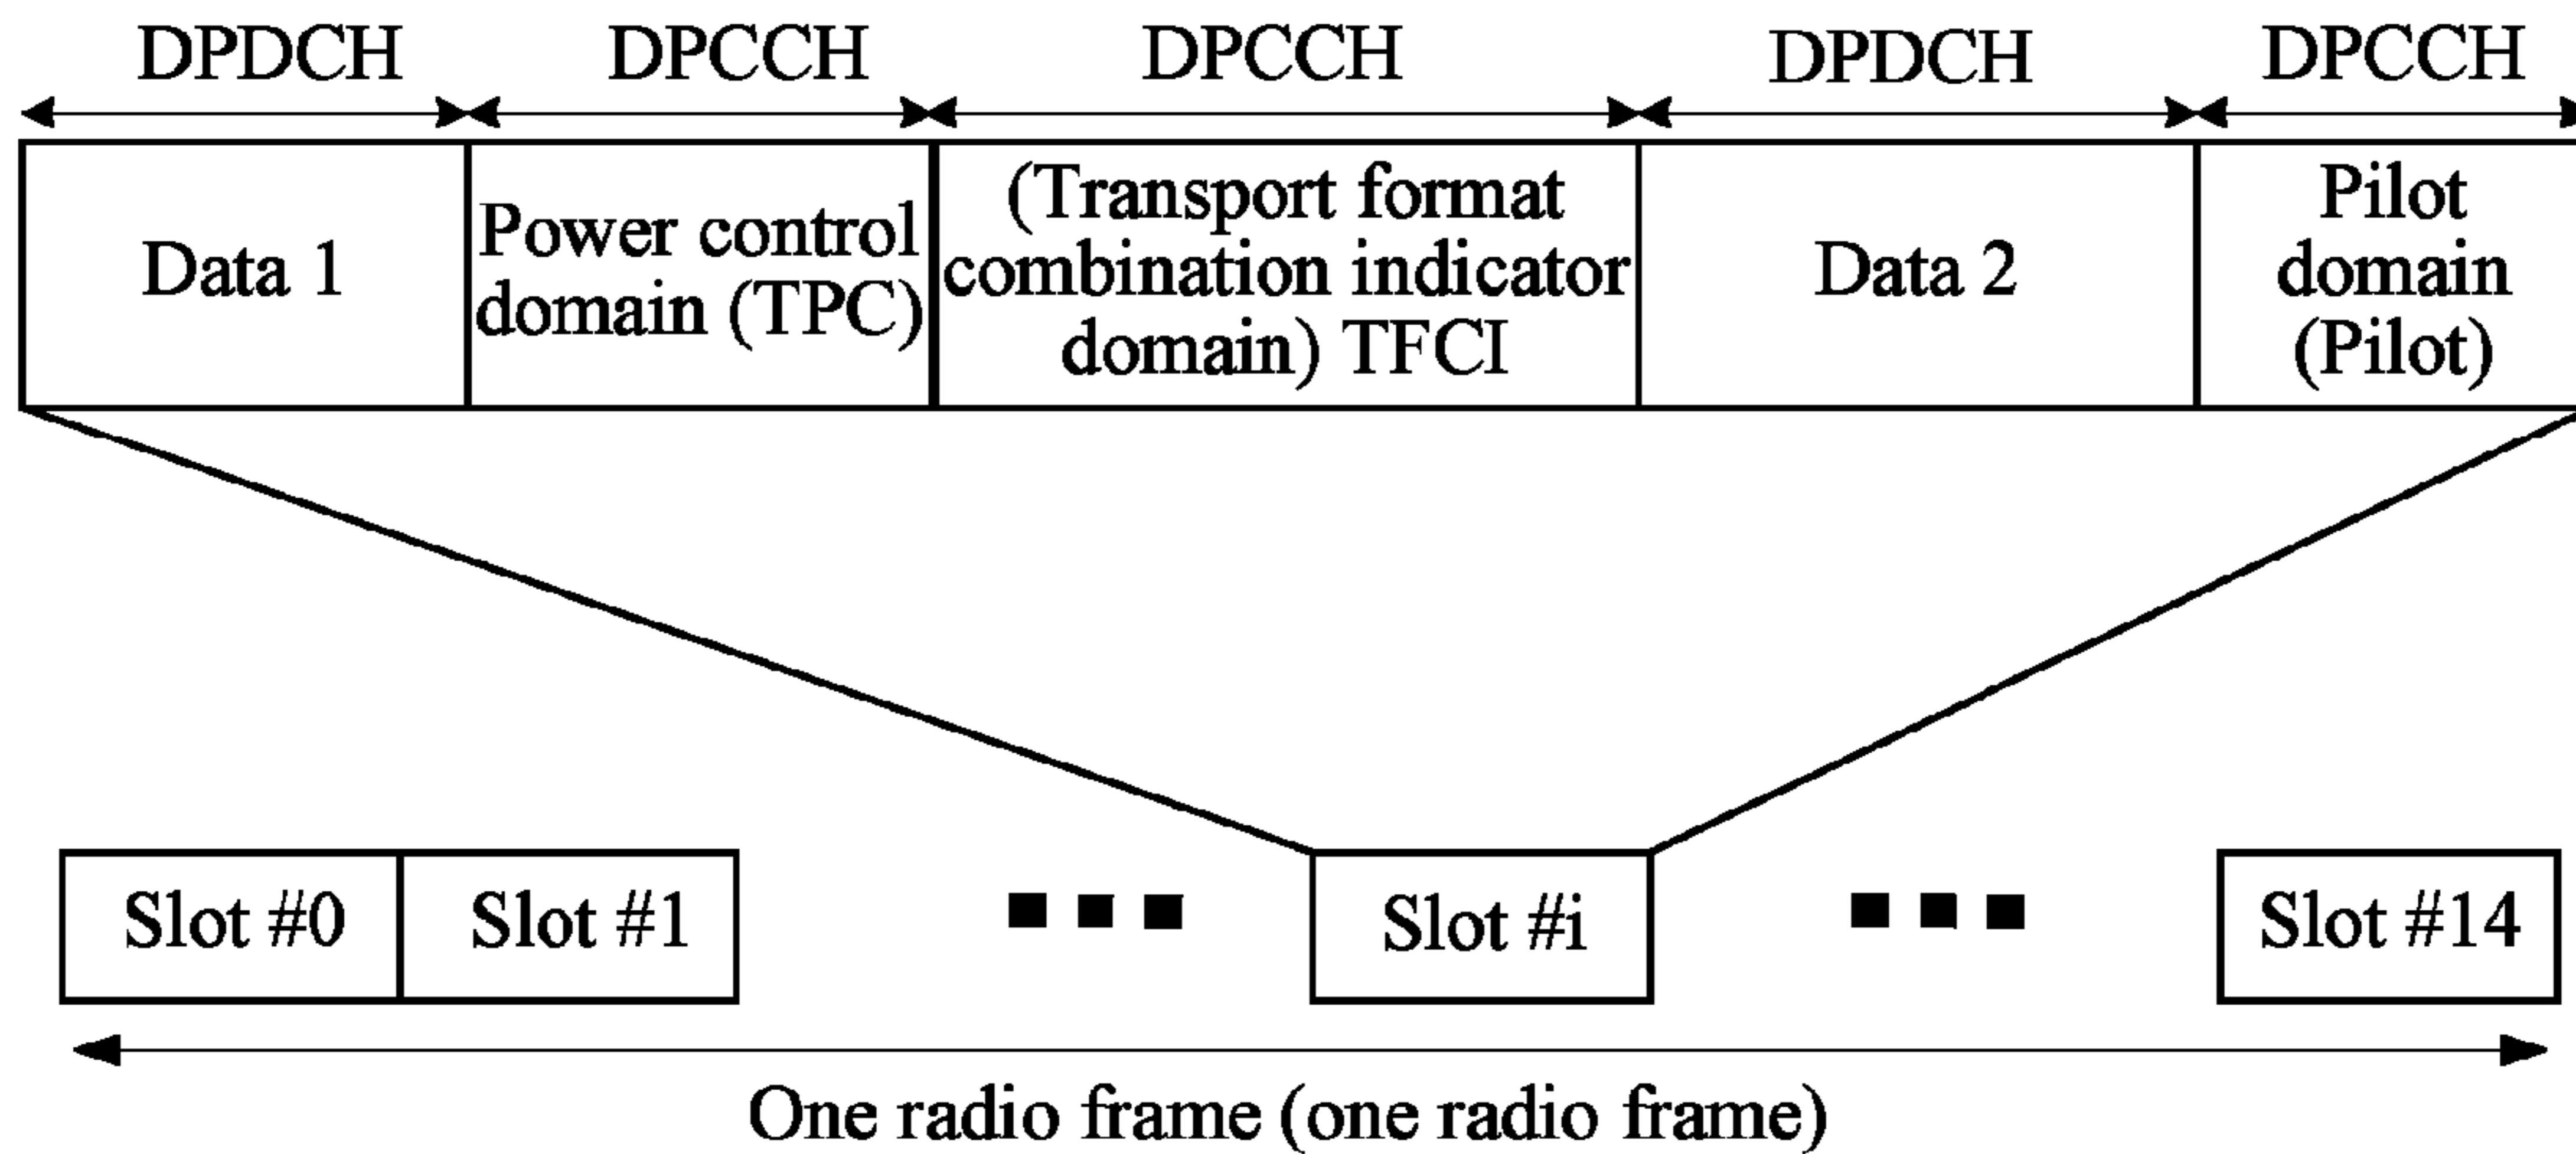 DPDCH DPCCH DPCCH DPDCH DPCCH
Data 1
Power control
domain (TPC)
(Transport format
combination indicator
domain) TFCI
Data 2
Pilot
domain
(Pilot)
Slot #0 Slot #1 Slot #i Slot #14
One radio frame (one radio frame)